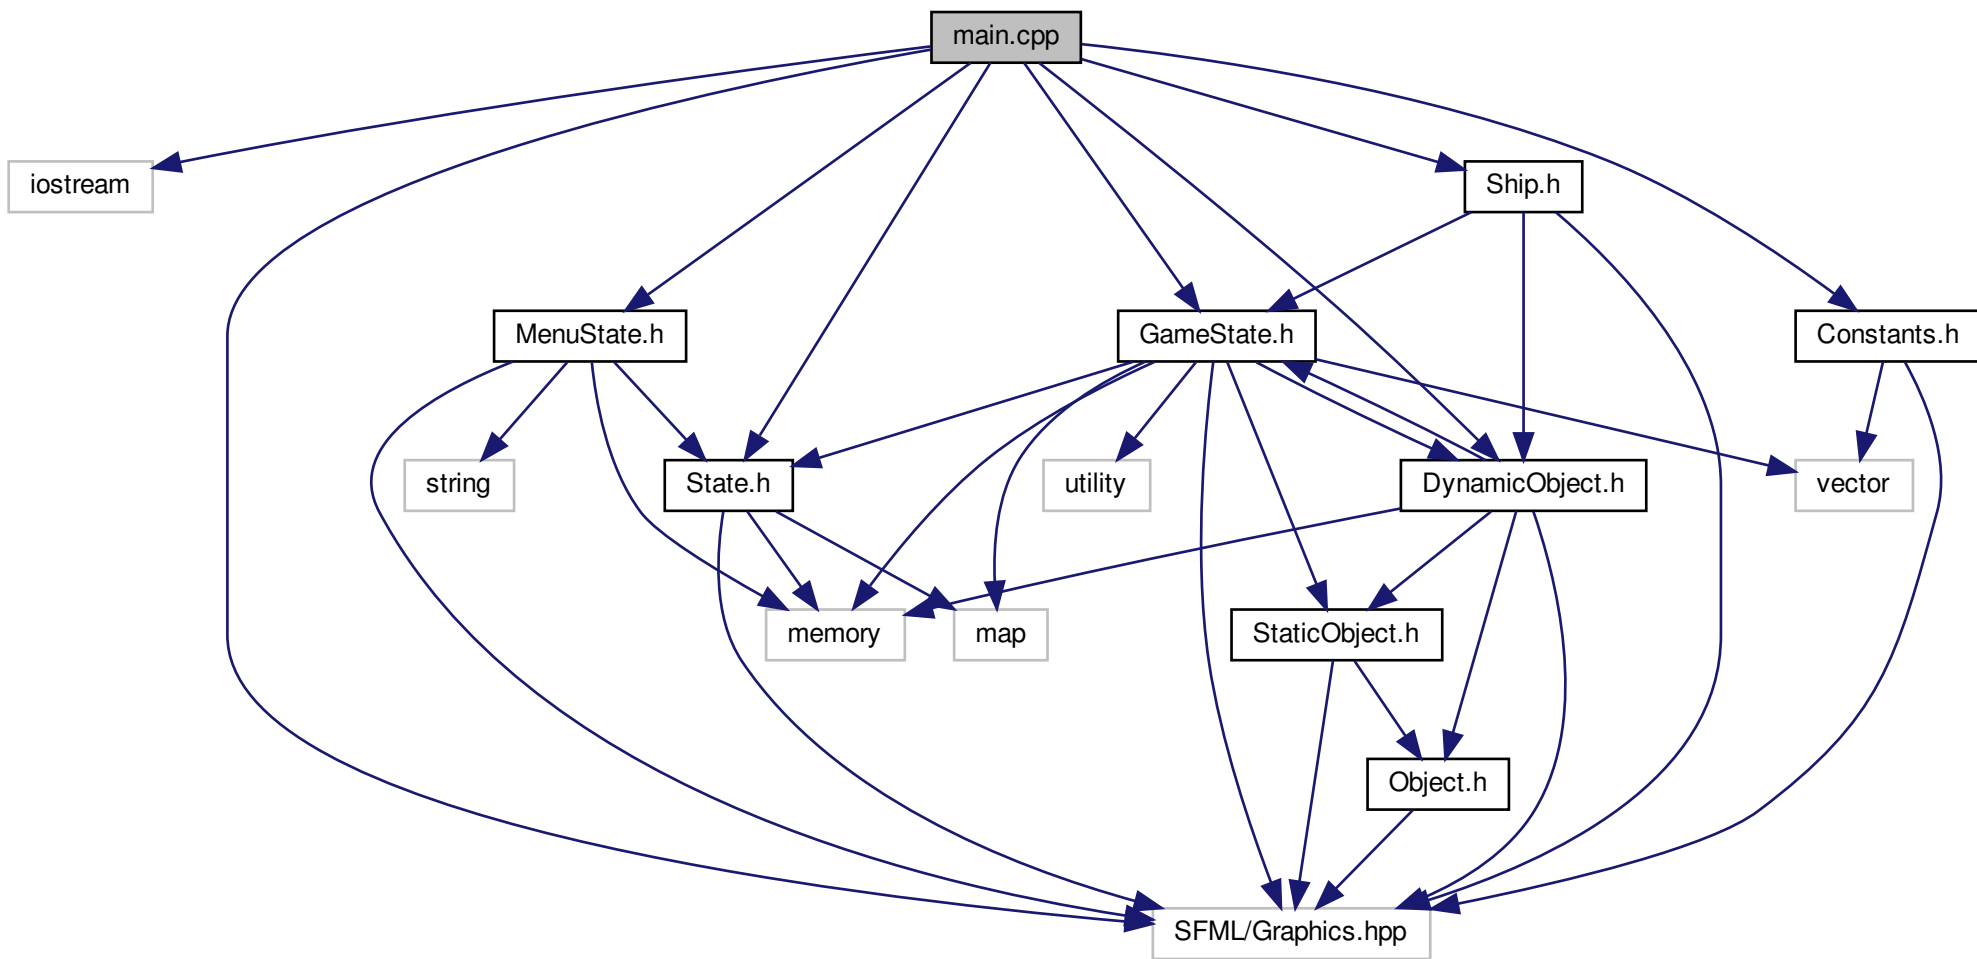 main.cpp
iostream
Ship.h
MenuState.h
GameState.h
Constants.h
string
State.h
utility
DynamicObject.h
vector
memory
map
StaticObject.h
Object.h
SFML/Graphics.hpp